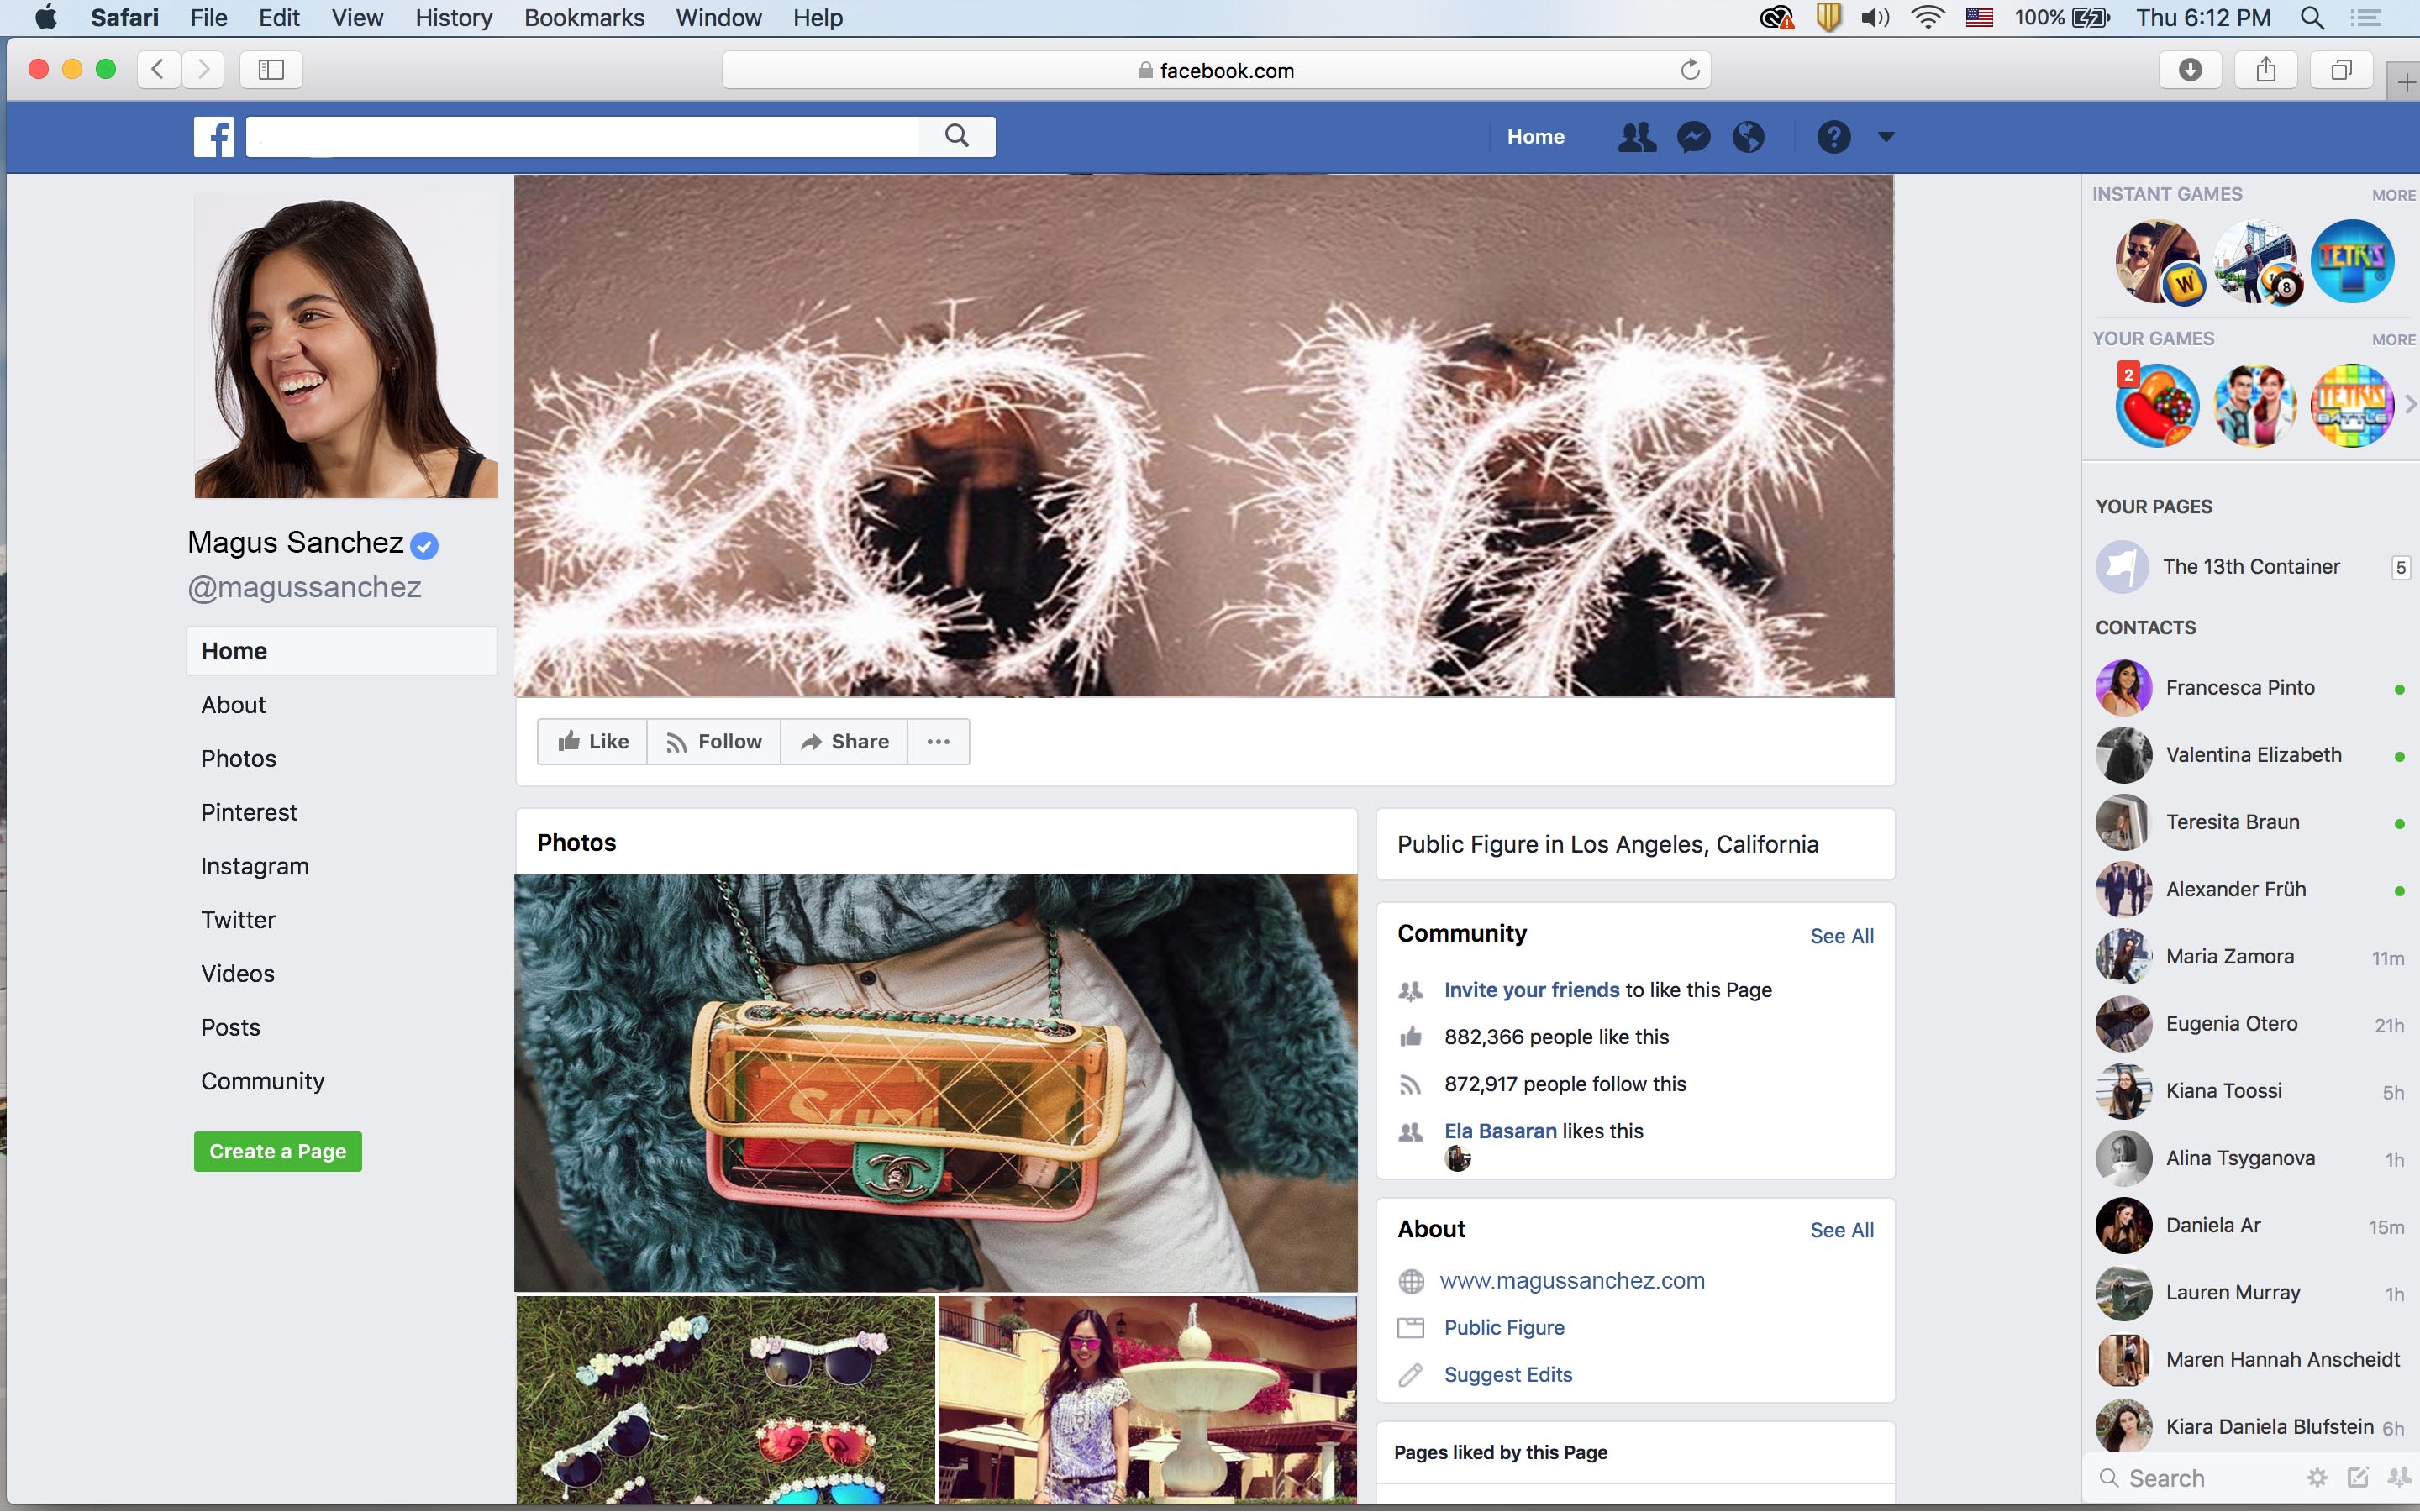 Safari File Edit View History Bookmarks Window Help
100% Thu 6:12 PM
facebook.com
Home
Magus Sanchez
@magussanchez
Home
About
Photos
Pinterest
Instagram
Twitter
Videos
Posts
Community
Create a Page
2018
Like Follow Share ...
Photos
Supr
Public Figure in Los Angeles, California
Community See All
Invite your friends to like this Page
882,366 people like this
872,917 people follow this
Ela Basaran likes this
About See All
www.magussanchez.com
Public Figure
Suggest Edits
Pages liked by this Page
INSTANT GAMES MORE
W
8
TETRIS
YOUR GAMES MORE
2
TETRIS
BATTLE
YOUR PAGES
The 13th Container 5
CONTACTS
Francesca Pinto
Valentina Elizabeth
Teresita Braun
Alexander Früh
Maria Zamora 11m
Eugenia Otero 21h
Kiana Toossi 5h
Alina Tsyganova 1h
Daniela Ar 15m
Lauren Murray 1h
Maren Hannah Anscheidt
Kiara Daniela Blufstein 6h
Search